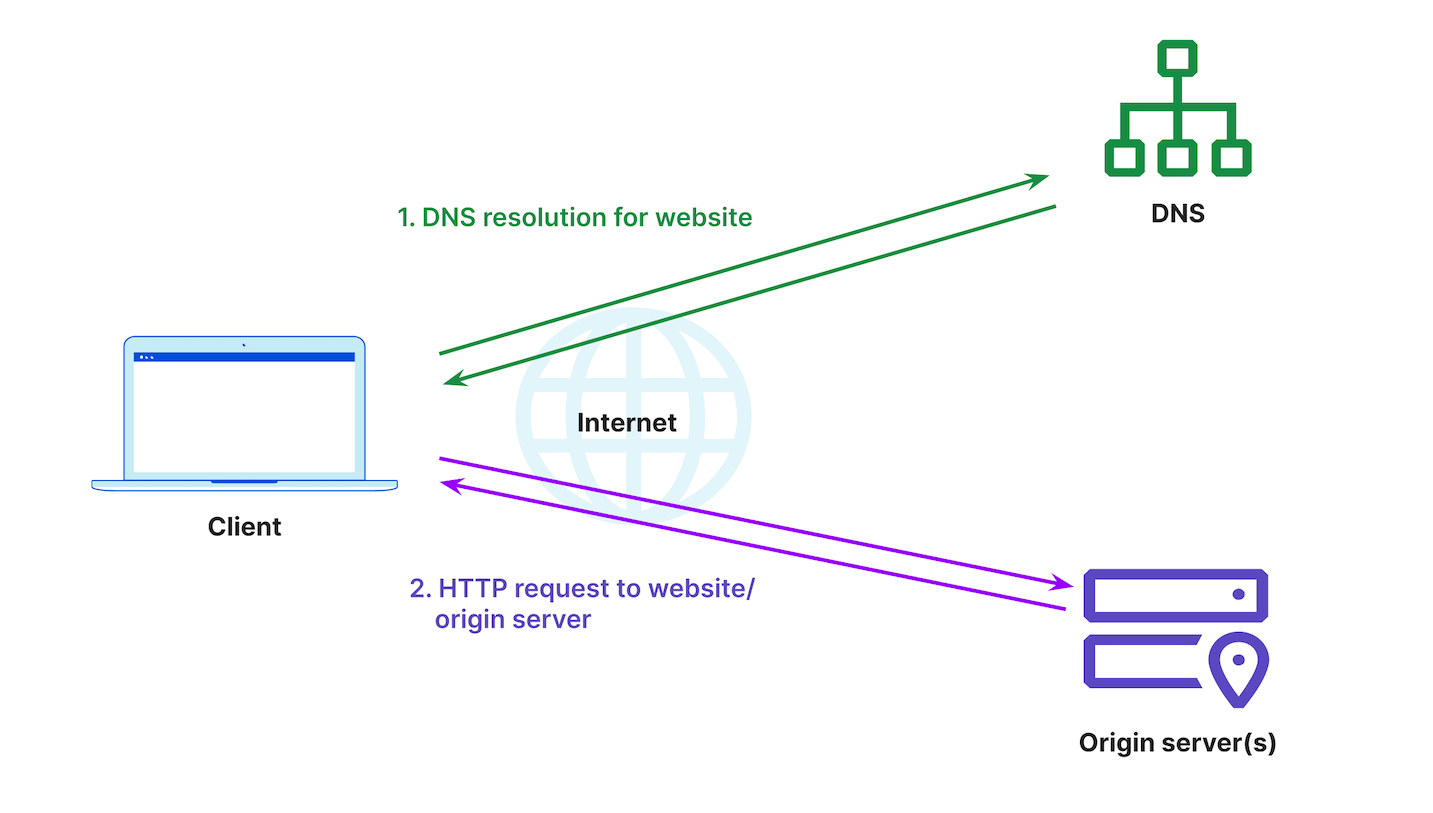 DNS
1. DNS resolution for website
Internet
Client
2. HTTP request to website/
origin server
Origin server(s)